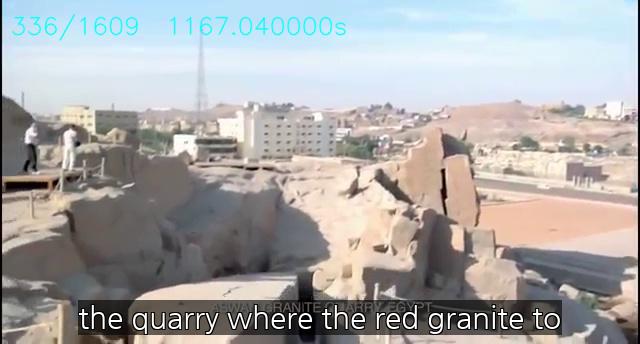 336/1609 1167.040000s
ASWAN GRANITE QUARRY, EGYPT
the quarry where the red granite to